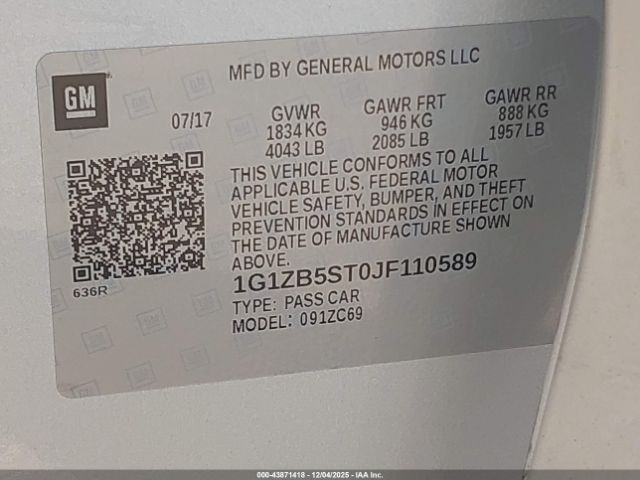 GM
MFD BY GENERAL MOTORS LLC
07/17
GVWR
1834 KG
4043 LB
GAWR FRT
946 KG
2085 LB
GAWR RR
888 KG
1957 LB
THIS VEHICLE CONFORMS TO ALL
APPLICABLE U.S. FEDERAL MOTOR
VEHICLE SAFETY, BUMPER, AND THEFT
PREVENTION STANDARDS IN EFFECT ON
THE DATE OF MANUFACTURE SHOWN
ABOVE.
636R
1G1ZB5ST0JF110589
TYPE: PASS CAR
MODEL: 091ZC69
000-43871418 - 12/04/2025 - IAA Inc.